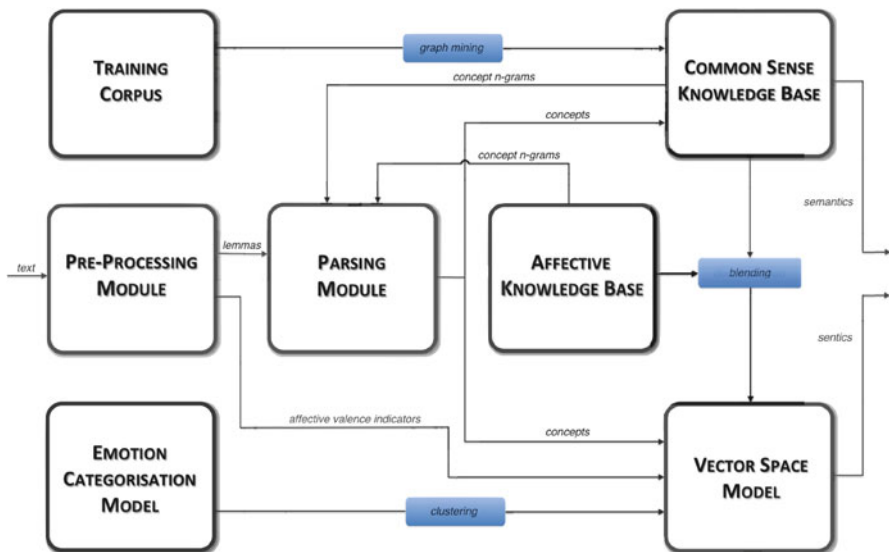 TRAINING
CORPUS
graph mining
COMMON SENSE
KNOWLEDGE BASE
concept n-grams
concepts
concept n-grams
semantics
text
PRE-PROCESSING
MODULE
lemmas
PARSING
MODULE
AFFECTIVE
KNOWLEDGE BASE
blending
sentics
affective valence indicators
concepts
EMOTION
CATEGORISATION
MODEL
clustering
VECTOR SPACE
MODEL